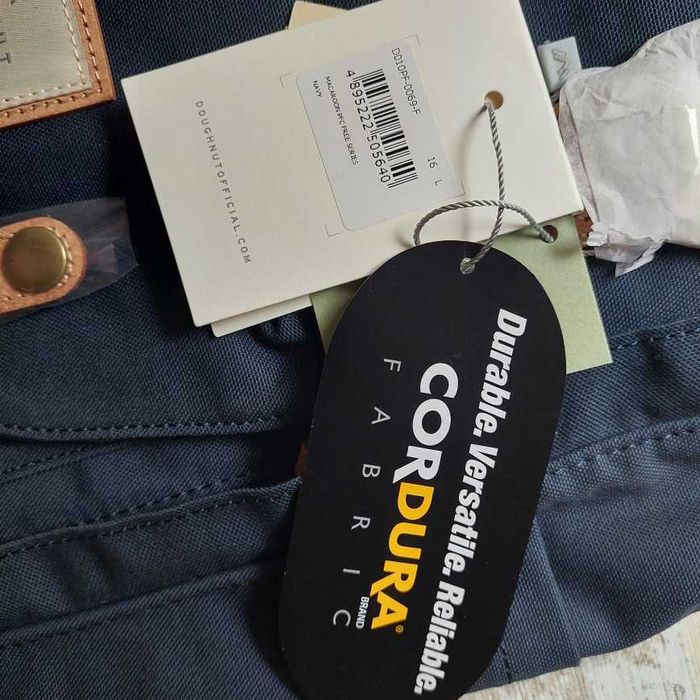 D010PF-0069-F
16 L
4 895222 505640
MACAROON PFC FREE SERIES
NAVY
DOUGHNUTOFFICIAL.COM
Durable. Versatile. Reliable.
CORDURA®
BRAND
FABRIC